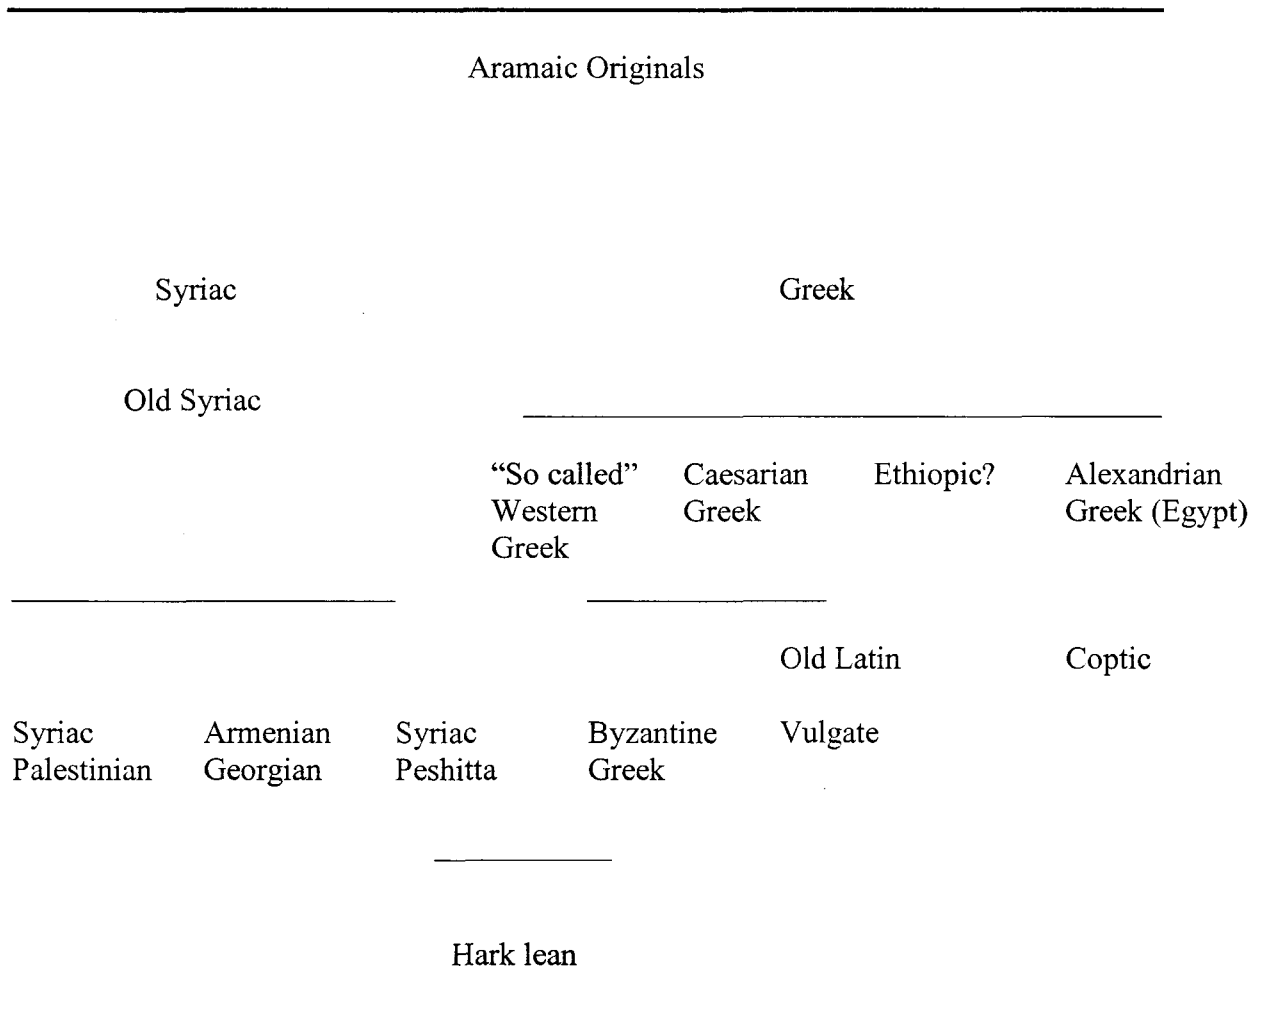 Aramaic Originals
Syriac
Greek
Old Syriac
“So called”
Western
Greek
Caesarian
Greek
Ethiopic?
Alexandrian
Greek (Egypt)
Old Latin
Coptic
Syriac
Palestinian
Armenian
Georgian
Syriac
Peshitta
Byzantine
Greek
Vulgate
Hark lean